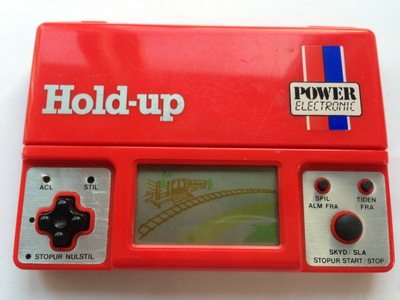 Hold-up
POWER
ELECTRONIC
ACL
STIL
STOPUR NULSTIL
SPIL
ALM FRA
TIDEN
FRA
SKYD/SLA
STOPUR START/STOP